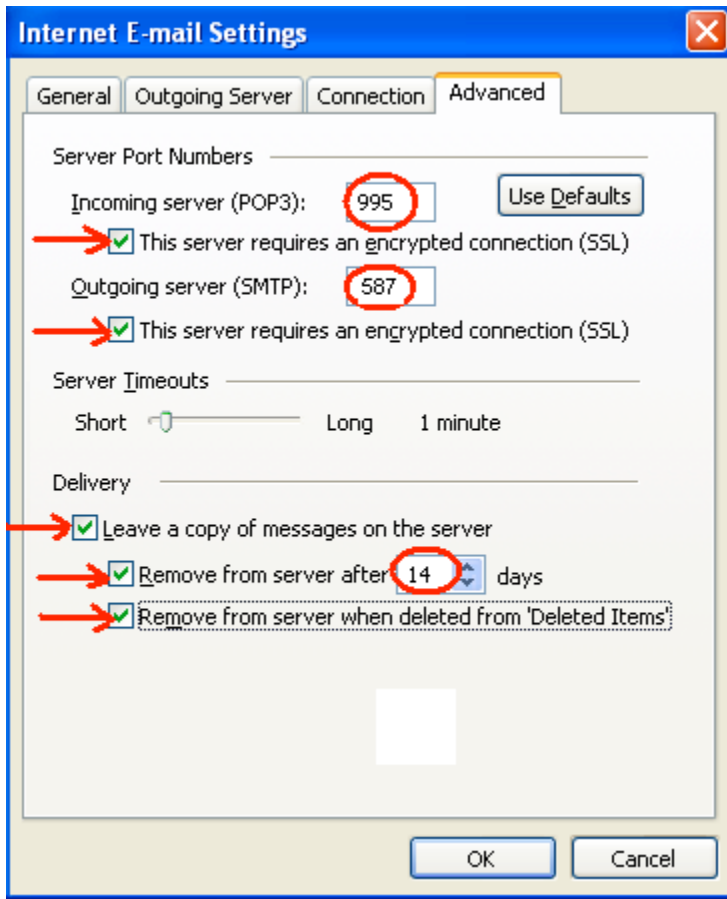 Internet E-mail Settings
General Outgoing Server Connection Advanced
Server Port Numbers
Incoming server (POP3): 995 Use Defaults
This server requires an encrypted connection (SSL)
Outgoing server (SMTP): 587
This server requires an encrypted connection (SSL)
Server Timeouts
Short Long 1 minute
Delivery
Leave a copy of messages on the server
Remove from server after 14 days
Remove from server when deleted from 'Deleted Items'
OK Cancel